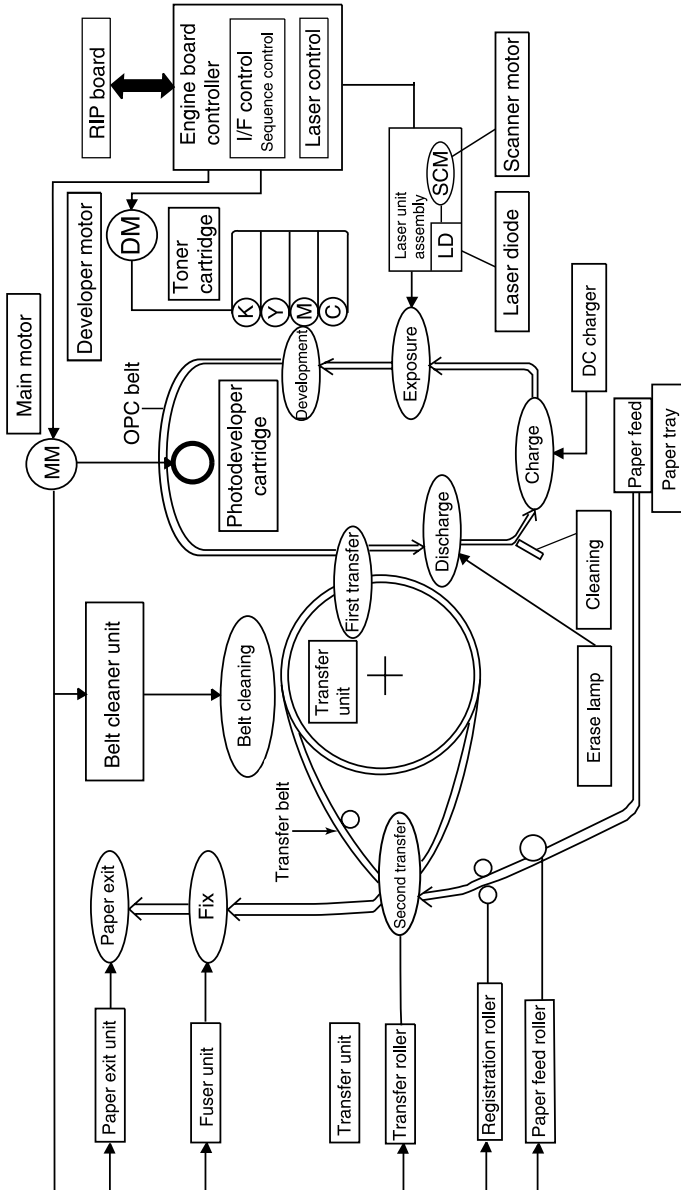 RIP board
Engine board
controller
I/F control
Sequence control
Laser control
Main motor
MM
Developer motor
DM
Toner
cartridge
K
Y
M
C
OPC belt
Photodeveloper
cartridge
Development
Laser unit
assembly
SCM
LD
Scanner motor
Laser diode
Exposure
Charge
DC charger
Discharge
Cleaning
Erase lamp
First transfer
Belt cleaner unit
Belt cleaning
Transfer
unit
Transfer belt
Second transfer
Paper feed
Paper tray
Paper exit
Fix
Paper exit unit
Fuser unit
Transfer unit
Transfer roller
Registration roller
Paper feed roller